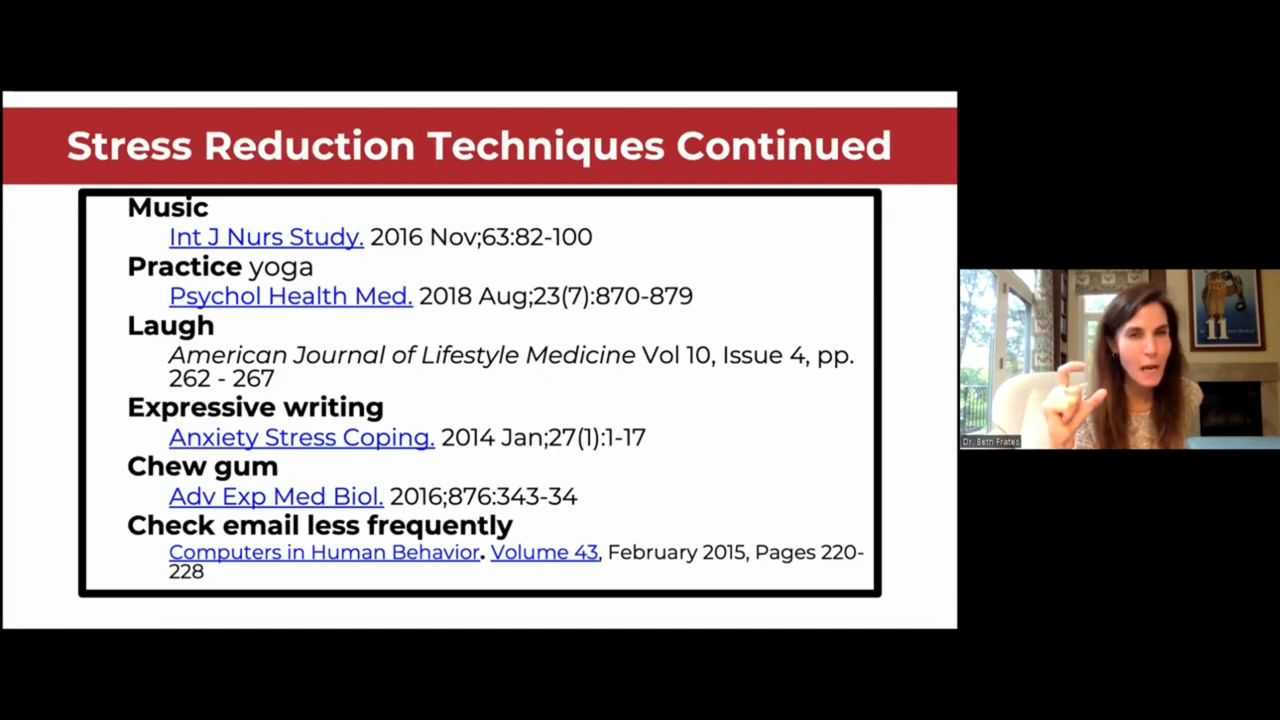 Stress Reduction Techniques Continued
Music
Int J Nurs Study. 2016 Nov;63:82-100
Practice yoga
Psychol Health Med. 2018 Aug;23(7):870-879
Laugh
American Journal of Lifestyle Medicine Vol 10, Issue 4, pp.
262 - 267
Expressive writing
Anxiety Stress Coping. 2014 Jan;27(1):1-17
Chew gum
Adv Exp Med Biol. 2016;876:343-34
Check email less frequently
Computers in Human Behavior. Volume 43, February 2015, Pages 220-
228
11
Dr. Beth Frates